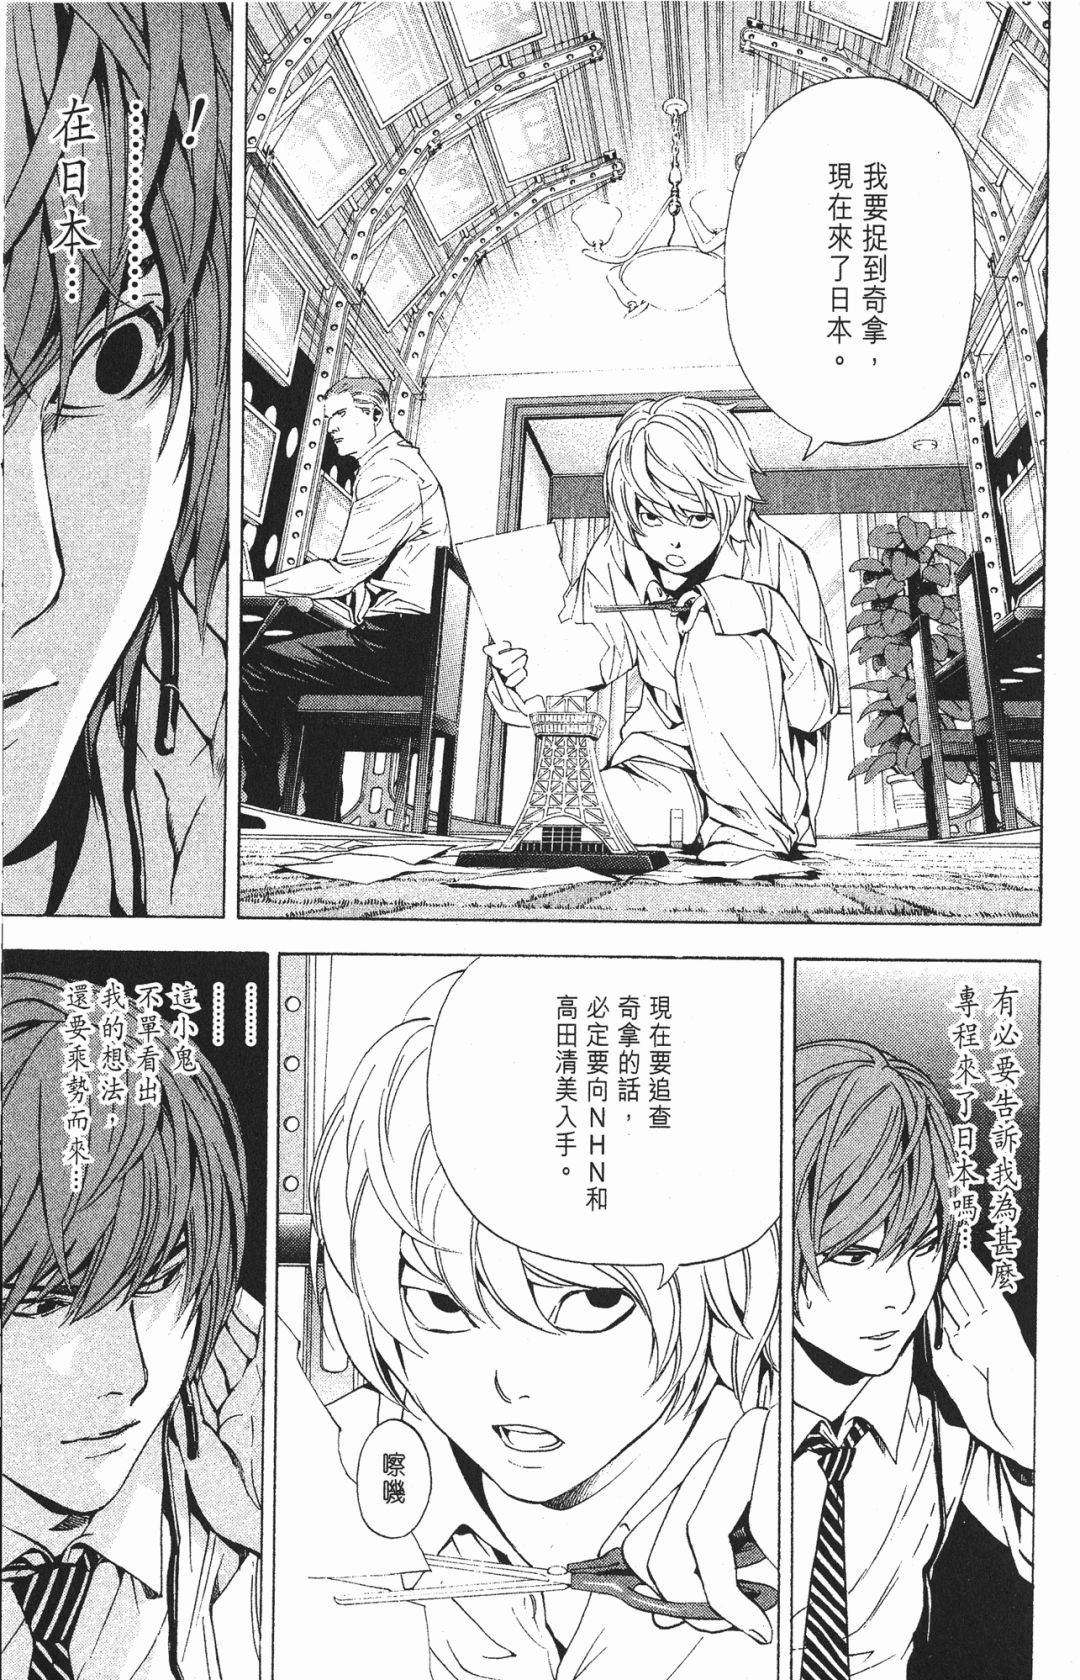 我要捉到奇拿，
現在來了日本。
！
…………
在日本…
有必要告訴我為甚麼
專程來了日本嗎…
現在要追查
奇拿的話，
必定要向NHN和
高田清美入手。
嚓嘰
…………
這小鬼
不單看出
我的想法，
還要乘勢而來…